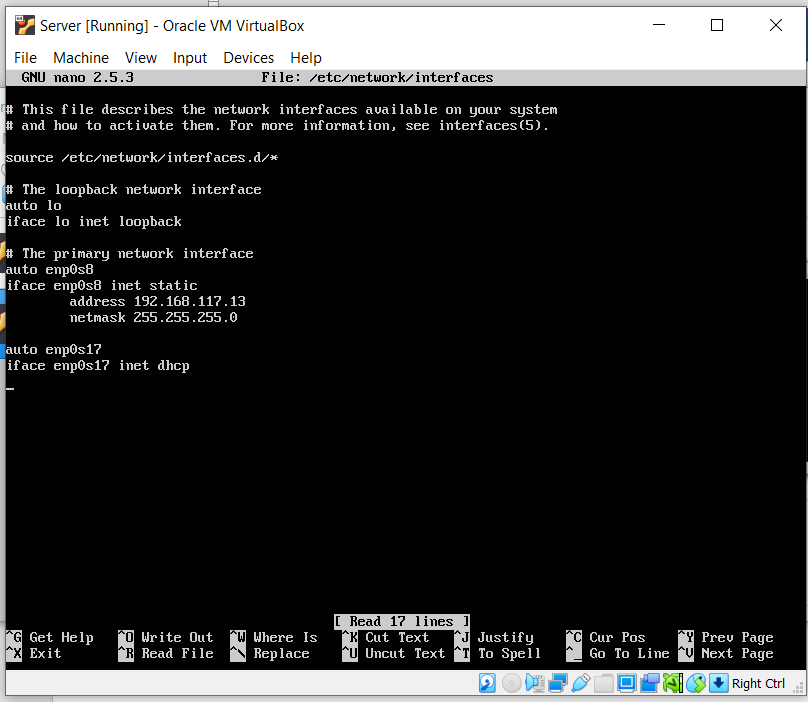 Server [Running] - Oracle VM VirtualBox
File Machine View Input Devices Help
GNU nano 2.5.3 File: /etc/network/interfaces
# This file describes the network interfaces available on your system
# and how to activate them. For more information, see interfaces(5).
source /etc/network/interfaces.d/*
# The loopback network interface
auto lo
iface lo inet loopback
# The primary network interface
auto enp0s8
iface enp0s8 inet static
address 192.168.117.13
netmask 255.255.255.0
auto enp0s17
iface enp0s17 inet dhcp
[ Read 17 lines ]
^G Get Help ^O Write Out ^W Where Is ^K Cut Text ^J Justify ^C Cur Pos ^Y Prev Page
^X Exit ^R Read File ^\ Replace ^U Uncut Text ^T To Spell ^_ Go To Line ^V Next Page
Right Ctrl